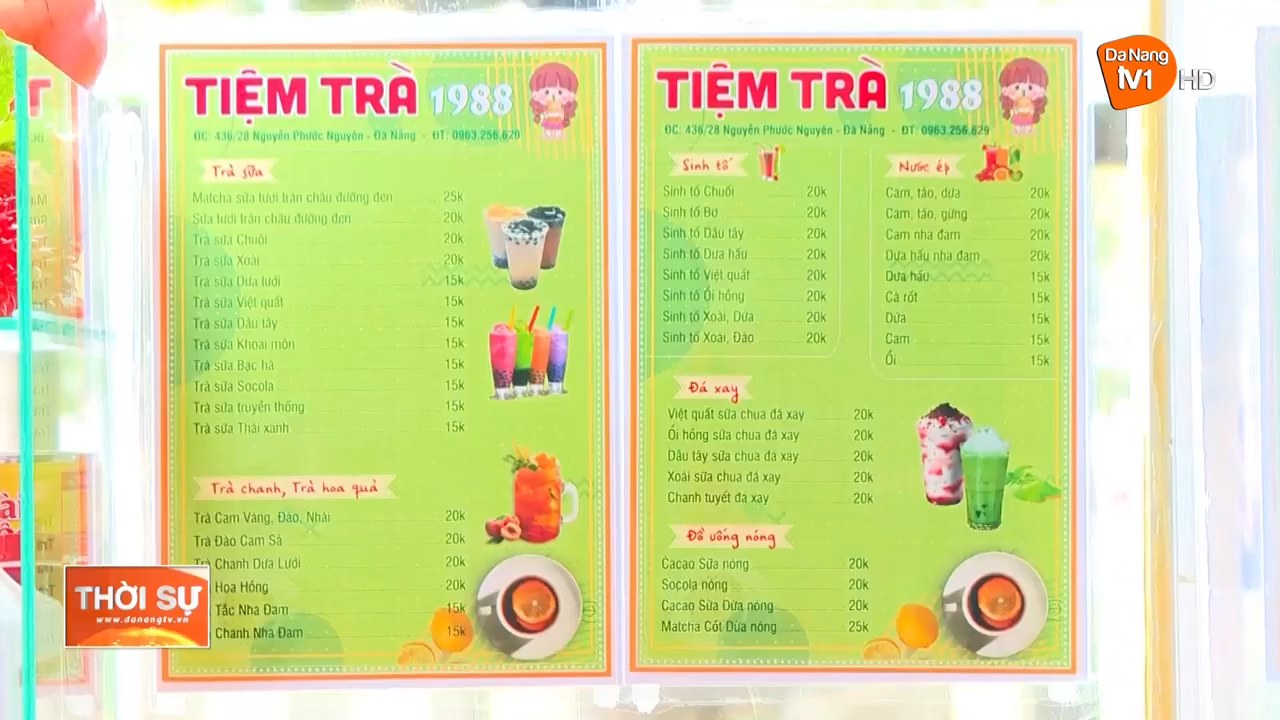 Da Nang
tv1 HD
TIỆM TRÀ 1988
ĐC: 436/28 Nguyễn Phước Nguyên - Đà Nẵng - ĐT: 0963.256.629
Trà sữa
Matcha sữa tươi trân châu đường đen 25k
Sữa tươi trân châu đường đen 20k
Trà sữa Chuối 20k
Trà sữa Xoài 20k
Trà sữa Dưa lưới 15k
Trà sữa Việt quất 15k
Trà sữa Dâu tây 15k
Trà sữa Khoai môn 15k
Trà sữa Bạc hà 15k
Trà sữa Socola 15k
Trà sữa truyền thống 15k
Trà sữa Thái xanh 15k
Trà chanh, Trà hoa quả
Trà Cam Vàng, Đào, Nhài 20k
Trà Đào Cam Sả 20k
Trà Chanh Dưa Lưới 20k
Hoa Hồng 20k
Tắc Nha Đam 15k
Chanh Nha Đam 15k
TIỆM TRÀ 1988
ĐC: 436/28 Nguyễn Phước Nguyên - Đà Nẵng - ĐT: 0963.256.629
Sinh tố
Sinh tố Chuối 20k
Sinh tố Bơ 20k
Sinh tố Dâu tây 20k
Sinh tố Dưa hấu 20k
Sinh tố Việt quất 20k
Sinh tố Ổi hồng 20k
Sinh tố Xoài, Dứa 20k
Sinh tố Xoài, Đào 20k
Nước ép
Cam, táo, dứa 20k
Cam, táo, gừng 20k
Cam nha đam 20k
Dưa hấu nha đam 20k
Dưa hấu 15k
Cà rốt 15k
Dứa 15k
Cam 15k
Ổi 15k
Đá xay
Việt quất sữa chua đá xay 20k
Ổi hồng sữa chua đá xay 20k
Dâu tây sữa chua đá xay 20k
Xoài sữa chua đá xay 20k
Chanh tuyết đá xay 20k
Đồ uống nóng
Cacao Sữa nóng 20k
Socola nóng 20k
Cacao Sữa Dừa nóng 20k
Matcha Cốt Dừa nóng 25k
THỜI SỰ
www.danangtv.vn